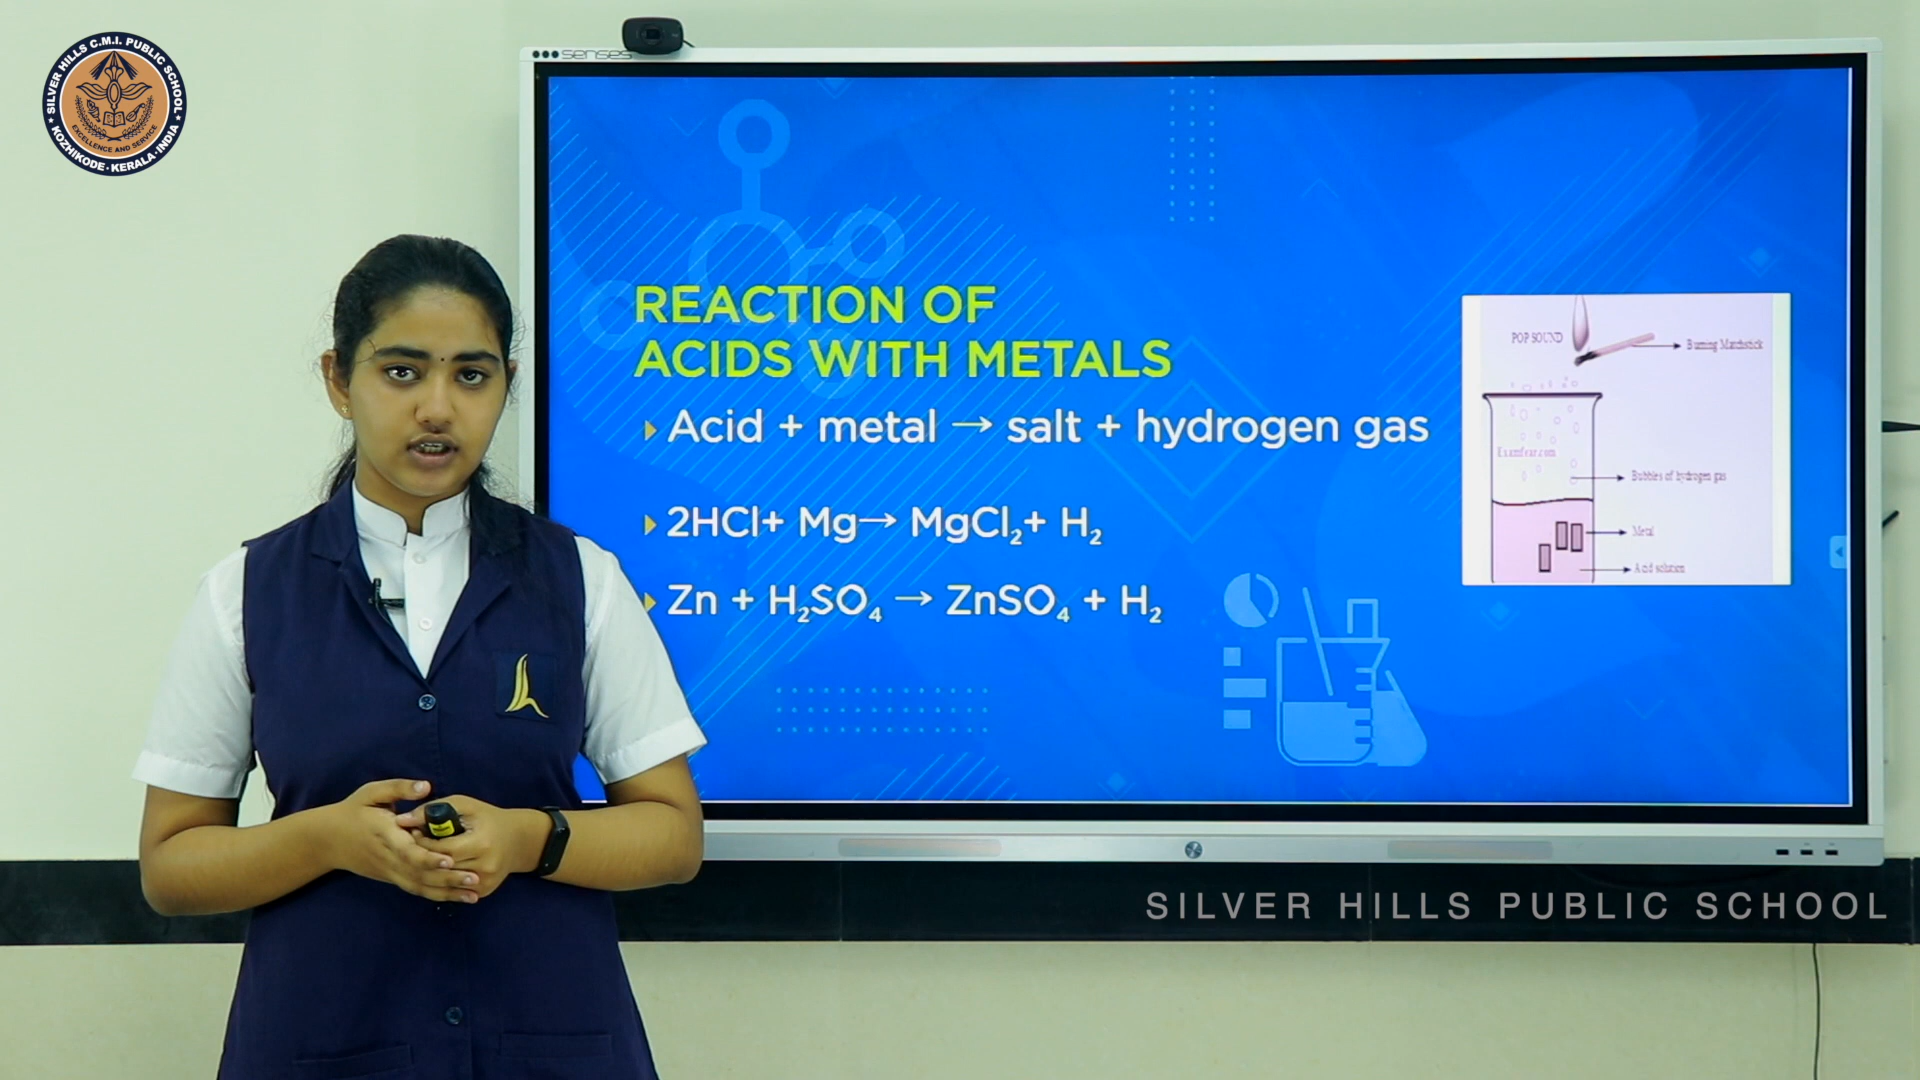 SILVER HILLS C.M.I. PUBLIC SCHOOL
EXCELLENCE AND SERVICE
★ KOZHIKODE • KERALA • INDIA ★
senses
REACTION OF
ACIDS WITH METALS
Acid + metal → salt + hydrogen gas
2HCl+ Mg→ MgCl₂+ H₂
Zn + H₂SO₄ → ZnSO₄ + H₂
POP SOUND
Burning Matchstick
Examfear.com
Bubbles of hydrogen gas
Metal
Acid solution
SILVER HILLS PUBLIC SCHOOL